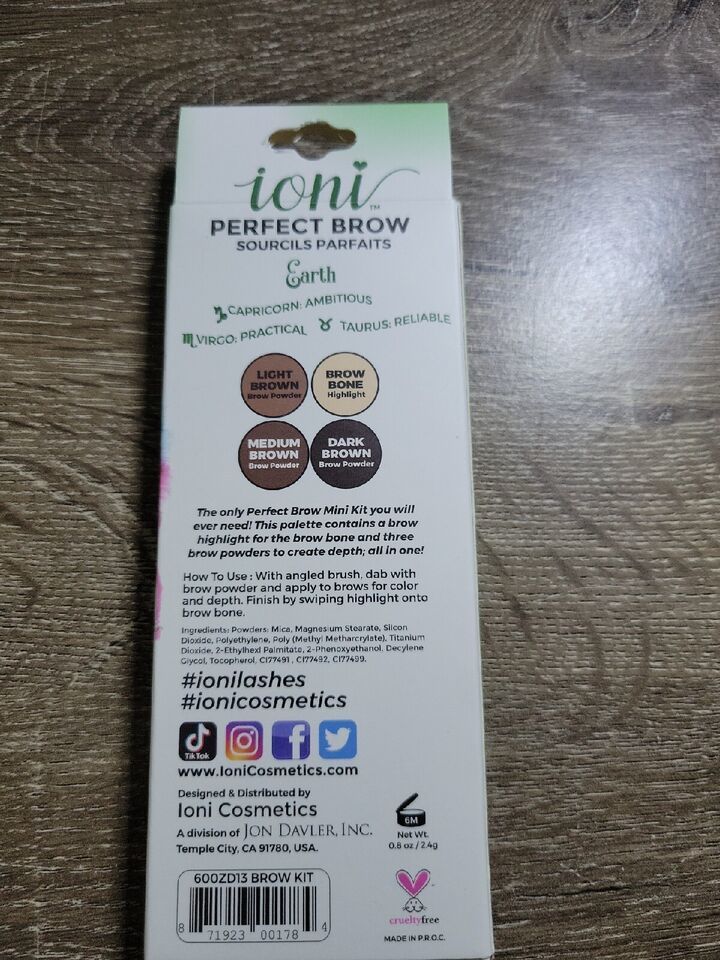 ioni™
PERFECT BROW
SOURCILS PARFAITS
Earth
♑ CAPRICORN: AMBITIOUS
♏ VIRGO: PRACTICAL ♉ TAURUS: RELIABLE
LIGHT
BROWN
Brow Powder
BROW
BONE
Highlight
MEDIUM
BROWN
Brow Powder
DARK
BROWN
Brow Powder
The only Perfect Brow Mini Kit you will
ever need! This palette contains a brow
highlight for the brow bone and three
brow powders to create depth; all in one!
How To Use : With angled brush, dab with
brow powder and apply to brows for color
and depth. Finish by swiping highlight onto
brow bone.
Ingredients: Powders: Mica, Magnesium Stearate, Silcon
Dioxide, Polyethylene, Poly (Methyl Metharcrylate), Titanium
Dioxide, 2-Ethylhexl Palmitate, 2-Phenoxyethanol, Decylene
Glycol, Tocopherol, CI77491, CI77492, CI77499.
#ionilashes
#ionicosmetics
TikTok
www.IoniCosmetics.com
Designed & Distributed by
Ioni Cosmetics
A division of JON DAVLER, INC.
Temple City, CA 91780, USA.
6M
Net Wt.
0.8 oz / 2.4g
600ZD13 BROW KIT
8 71923 00178 4
crueltyfree
MADE IN P.R.O.C.